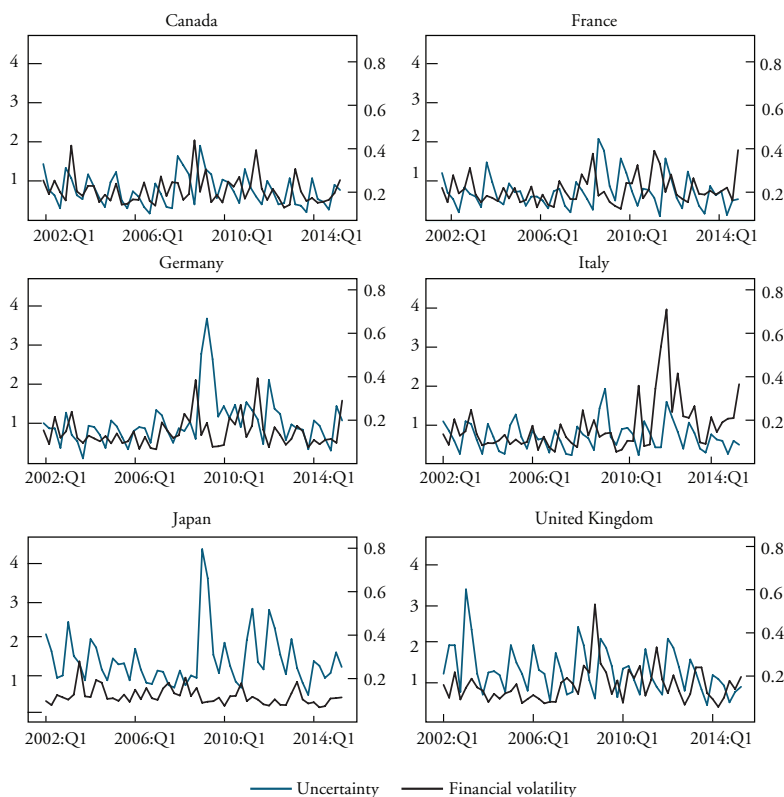 Canada France
4 0.8 4 0.8
3 0.6 3 0.6
2 0.4 2 0.4
1 0.2 1 0.2
2002:Q1 2006:Q1 2010:Q1 2014:Q1 2002:Q1 2006:Q1 2010:Q1 2014:Q1
Germany Italy
4 0.8 4 0.8
3 0.6 3 0.6
2 0.4 2 0.4
1 0.2 1 0.2
2002:Q1 2006:Q1 2010:Q1 2014:Q1 2002:Q1 2006:Q1 2010:Q1 2014:Q1
Japan United Kingdom
4 0.8 4 0.8
3 0.6 3 0.6
2 0.4 2 0.4
1 0.2 1 0.2
2002:Q1 2006:Q1 2010:Q1 2014:Q1 2002:Q1 2006:Q1 2010:Q1 2014:Q1
Uncertainty Financial volatility